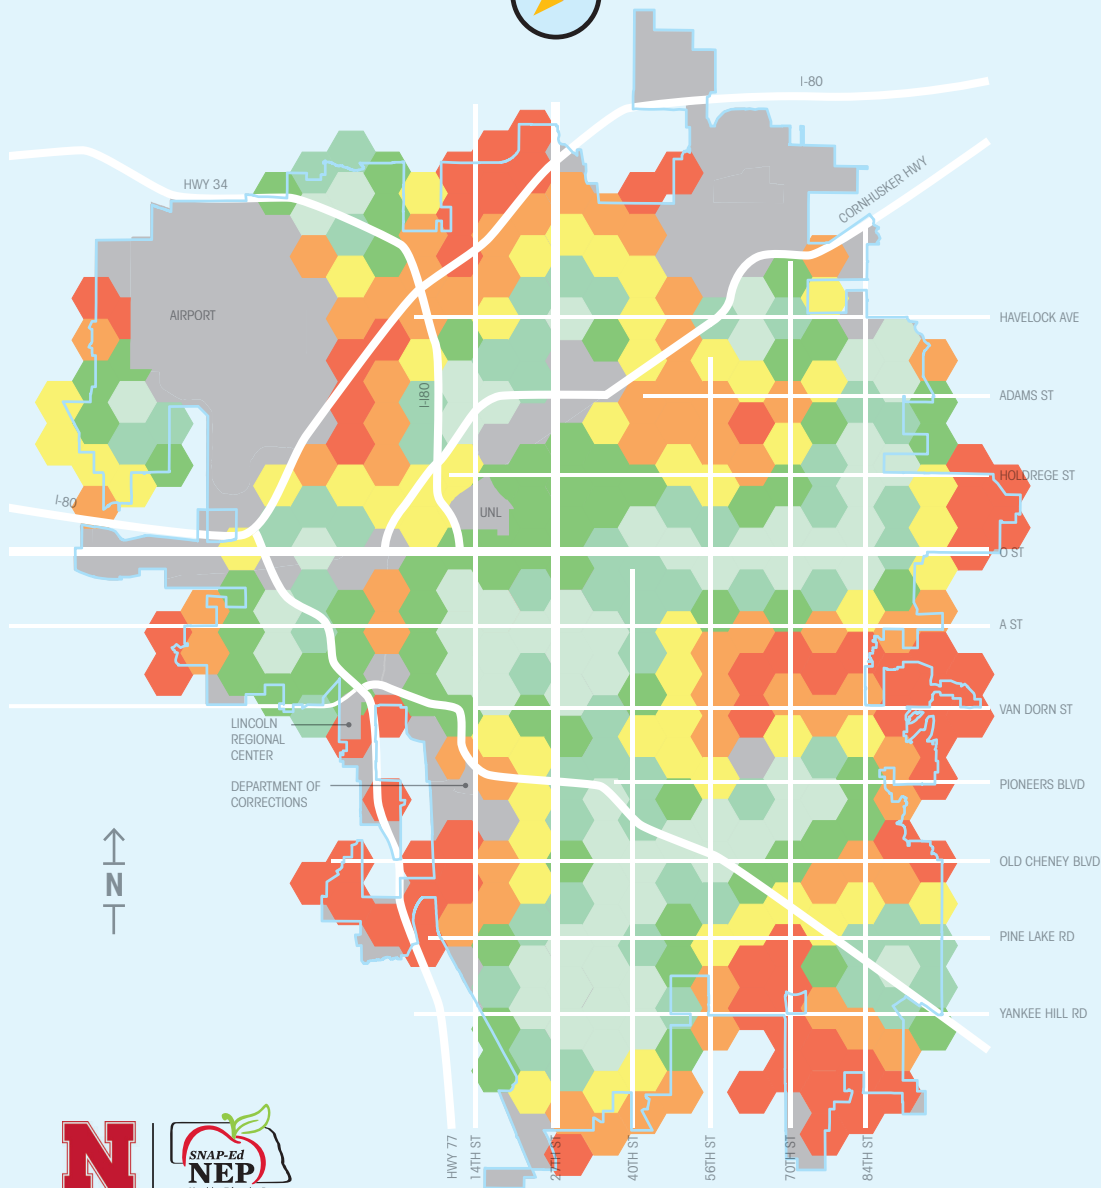 I-80
HWY 34
CORNHUSKER HWY
AIRPORT
HAVELOCK AVE
I-180
ADAMS ST
HOLDREGE ST
I-80
UNL
O ST
A ST
VAN DORN ST
LINCOLN
REGIONAL
CENTER
DEPARTMENT OF
CORRECTIONS
PIONEERS BLVD
OLD CHENEY BLVD
N
PINE LAKE RD
YANKEE HILL RD
HWY 77
14TH ST
27TH ST
40TH ST
56TH ST
70TH ST
84TH ST
N
SNAP-Ed
NEP